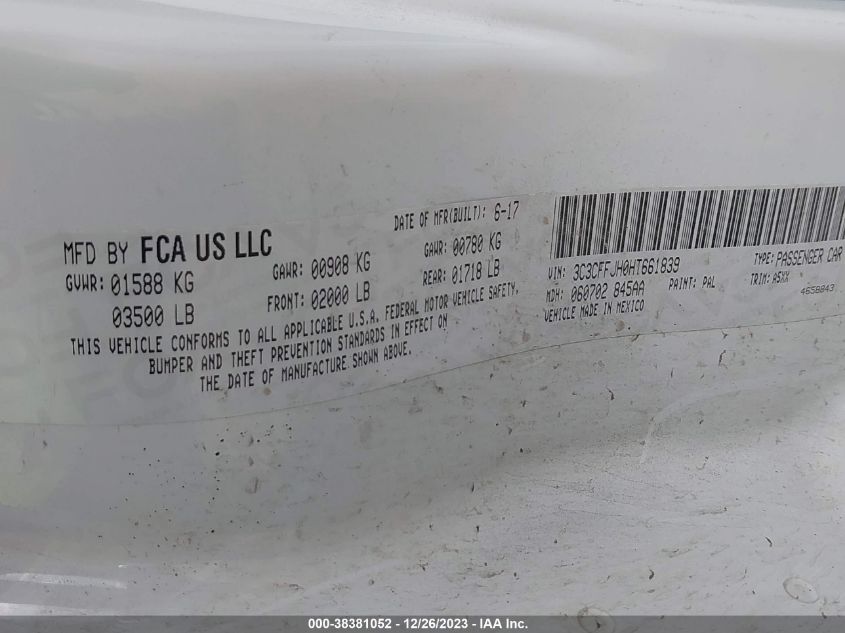 MFD BY FCA US LLC
DATE OF MFR(BUILT): 6-17
GVWR: 01588 KG
GAWR: 00908 KG
GAWR: 00780 KG
03500 LB
FRONT: 02000 LB
REAR: 01718 LB
THIS VEHICLE CONFORMS TO ALL APPLICABLE U.S.A. FEDERAL MOTOR VEHICLE SAFETY,
BUMPER AND THEFT PREVENTION STANDARDS IN EFFECT ON
THE DATE OF MANUFACTURE SHOWN ABOVE.
VIN: 3C3CFFJH0HT661839
TYPE: PASSENGER CAR
MDH: 060702 845AA
PAINT: PAL
TRIM: A5XX
VEHICLE MADE IN MEXICO
4658843
000-38381052 - 12/26/2023 - IAA Inc.